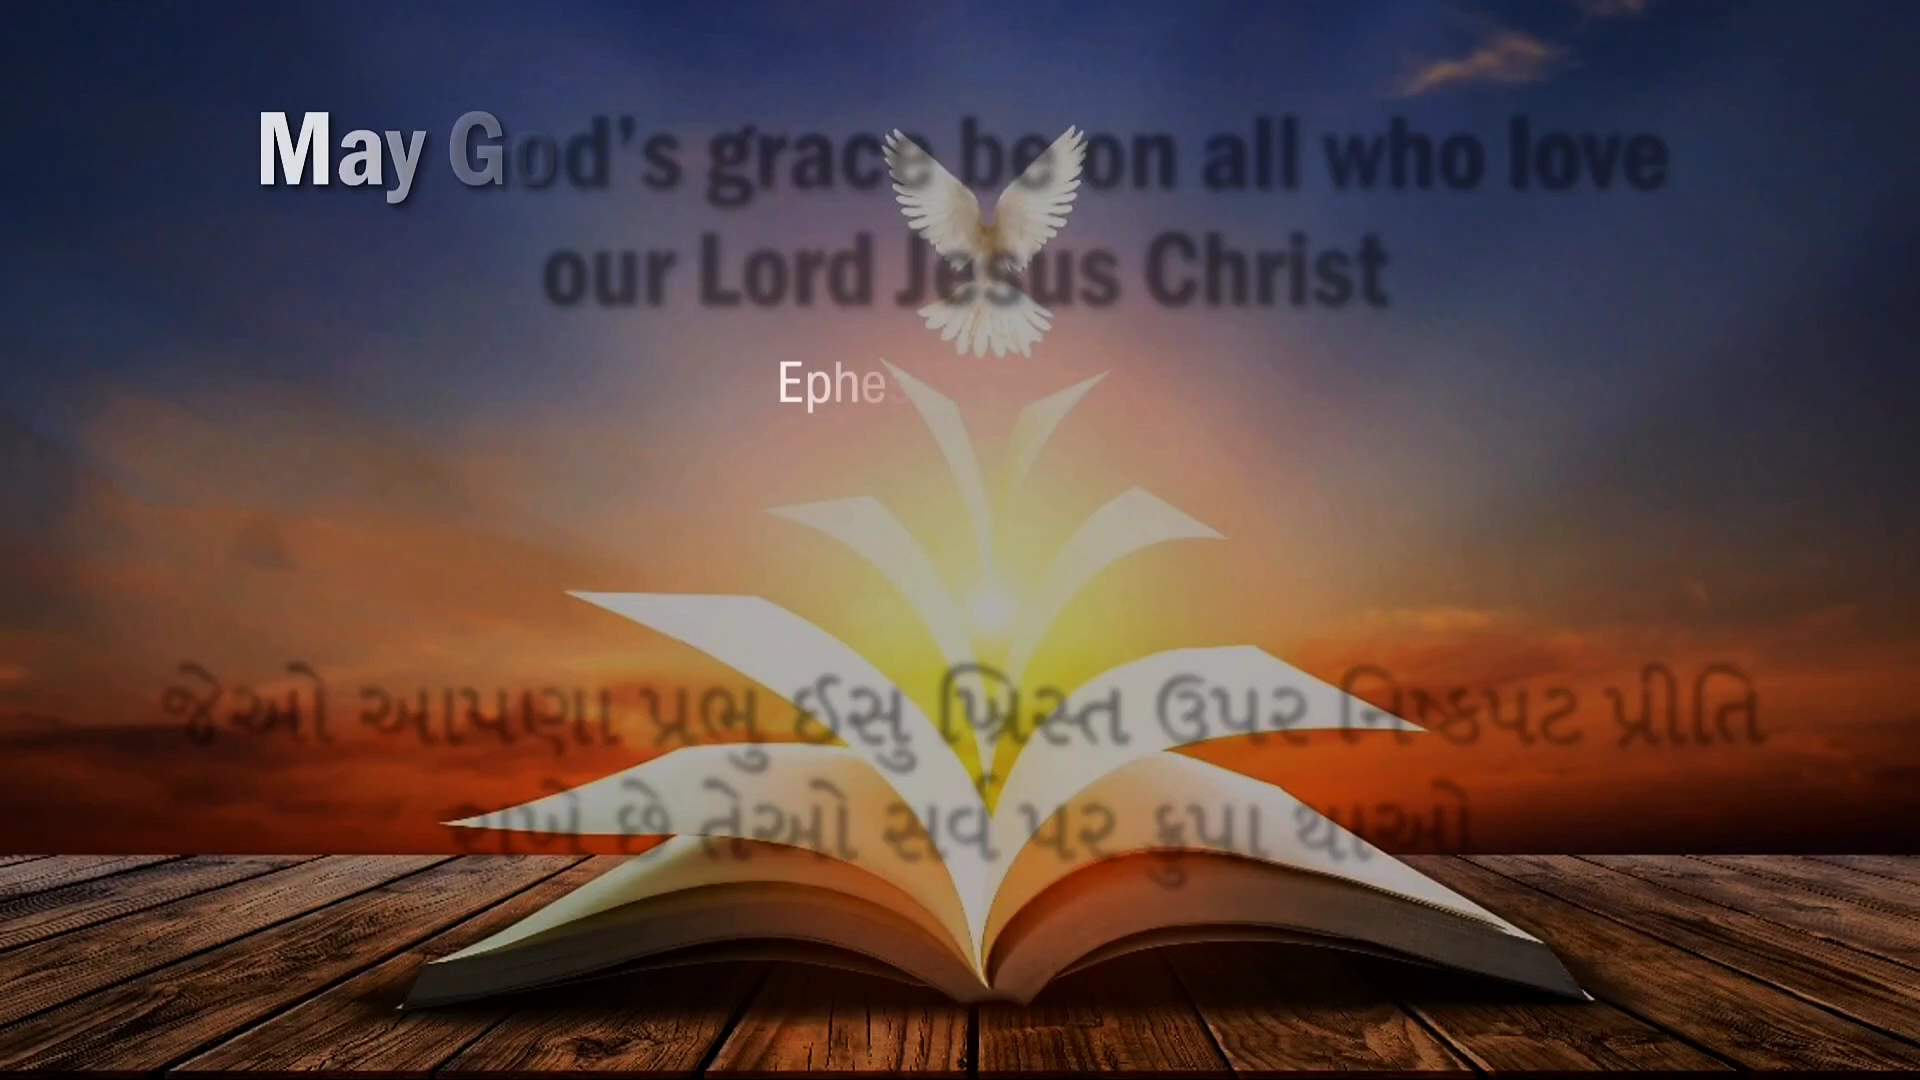 May God's grace be on all who love
our Lord Jesus Christ
Ephes
જેઓ આપણા પ્રભુ ઈસુ ખ્રિસ્ત ઉપર નિષ્કપટ પ્રીતિ
રાખે છે તેઓ સર્વ પર કૃપા થાઓ